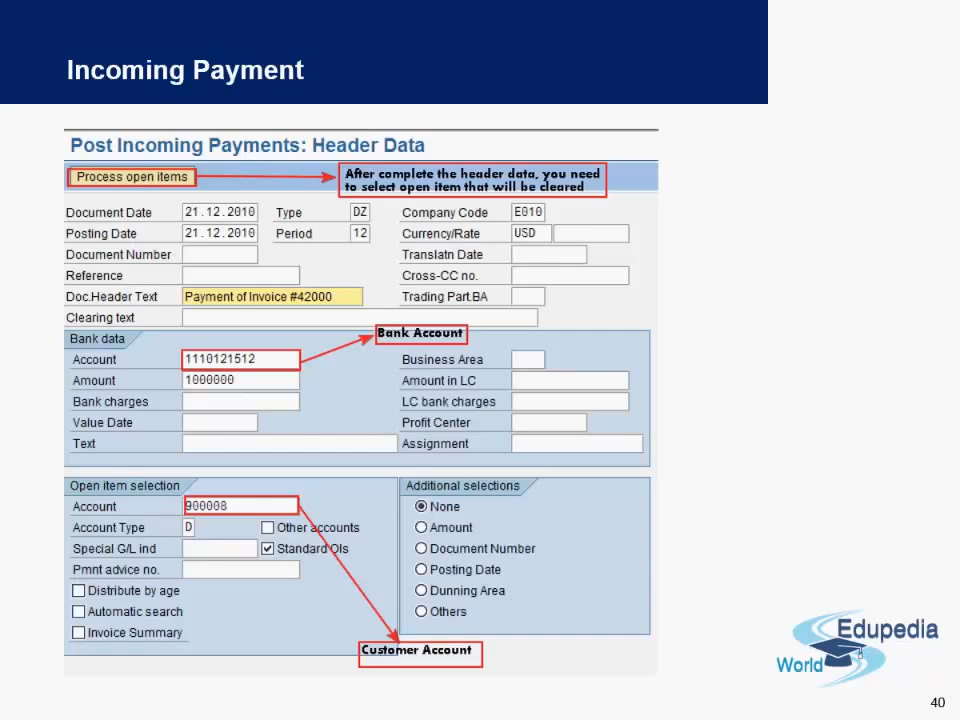 Incoming Payment
Post Incoming Payments: Header Data
Process open items
After complete the header data, you need
to select open item that will be cleared
Document Date 21.12.2010 Type DZ Company Code E010
Posting Date 21.12.2010 Period 12 Currency/Rate USD
Document Number Translatn Date
Reference Cross-CC no.
Doc.Header Text Payment of Invoice #42000 Trading Part.BA
Clearing text
Bank Account
Bank data
Account 1110121512 Business Area
Amount 1000000 Amount in LC
Bank charges LC bank charges
Value Date Profit Center
Text Assignment
Open item selection Additional selections
Account 900008 None
Account Type D Other accounts Amount
Special G/L ind Standard OIs Document Number
Pmnt advice no. Posting Date
Distribute by age Dunning Area
Automatic search Others
Invoice Summary
Customer Account
Edupedia
World
40